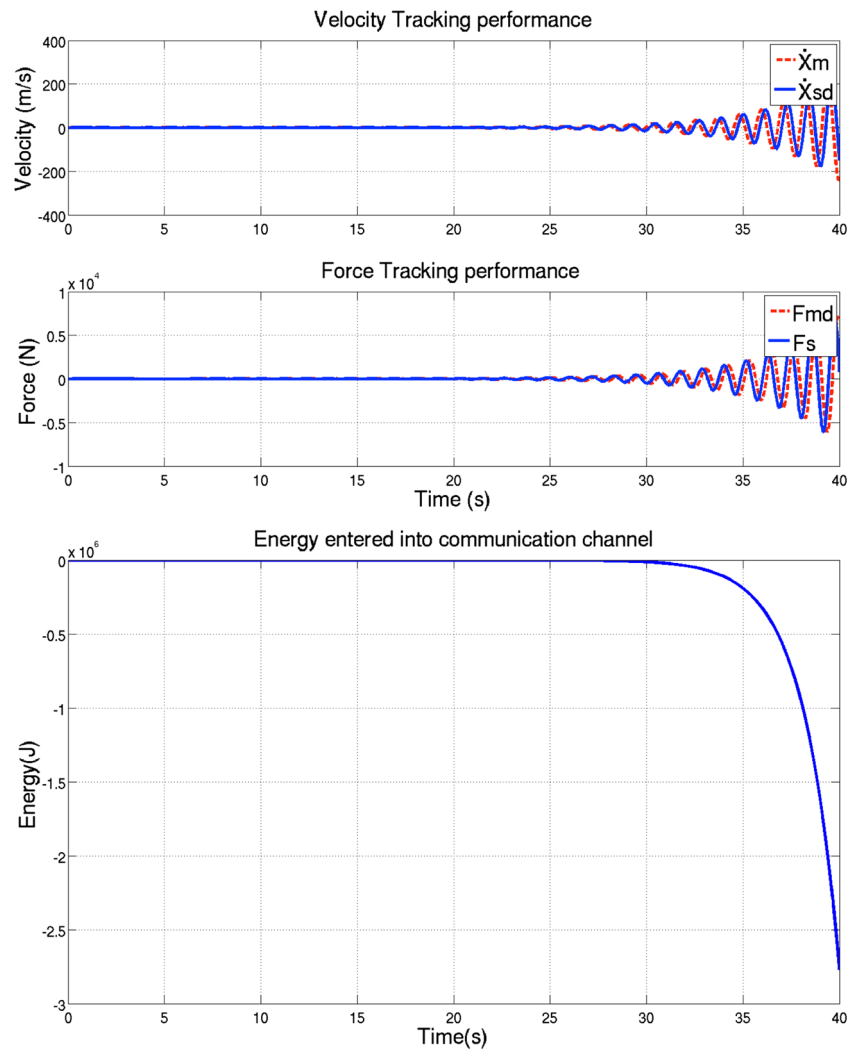 Velocity Tracking performance
400
200
0
-200
-400
Velocity (m/s)
Ẋm
Ẋsd
0 5 10 15 20 25 30 35 40
Force Tracking performance
x 10^4
1
0.5
0
-0.5
-1
Force (N)
Fmd
Fs
0 5 10 15 20 25 30 35 40
Time (s)
Energy entered into communication channel
x 10^6
0
-0.5
-1
-1.5
-2
-2.5
-3
Energy(J)
0 5 10 15 20 25 30 35 40
Time(s)